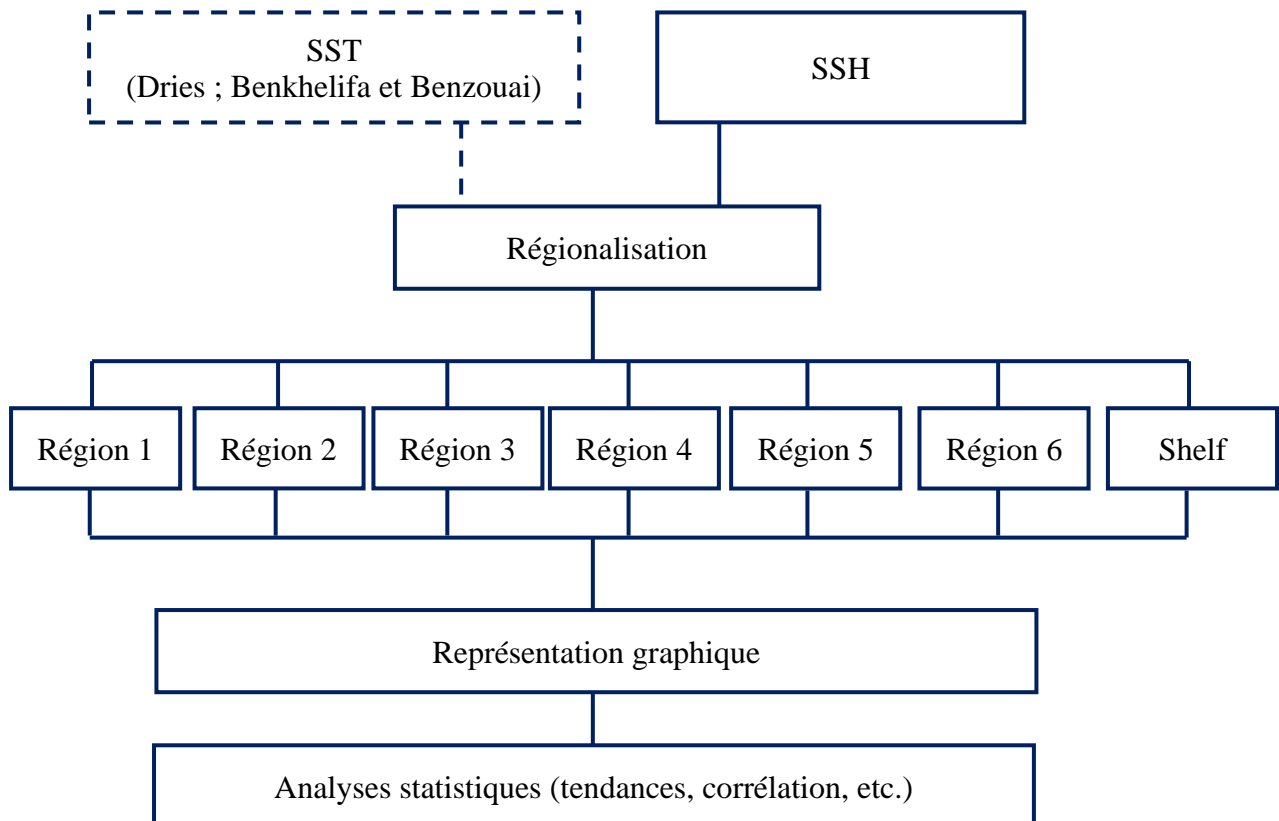 SST
(Dries ; Benkhelifa et Benzouai)
SSH
Régionalisation
Région 1
Région 2
Région 3
Région 4
Région 5
Région 6
Shelf
Représentation graphique
Analyses statistiques (tendances, corrélation, etc.)